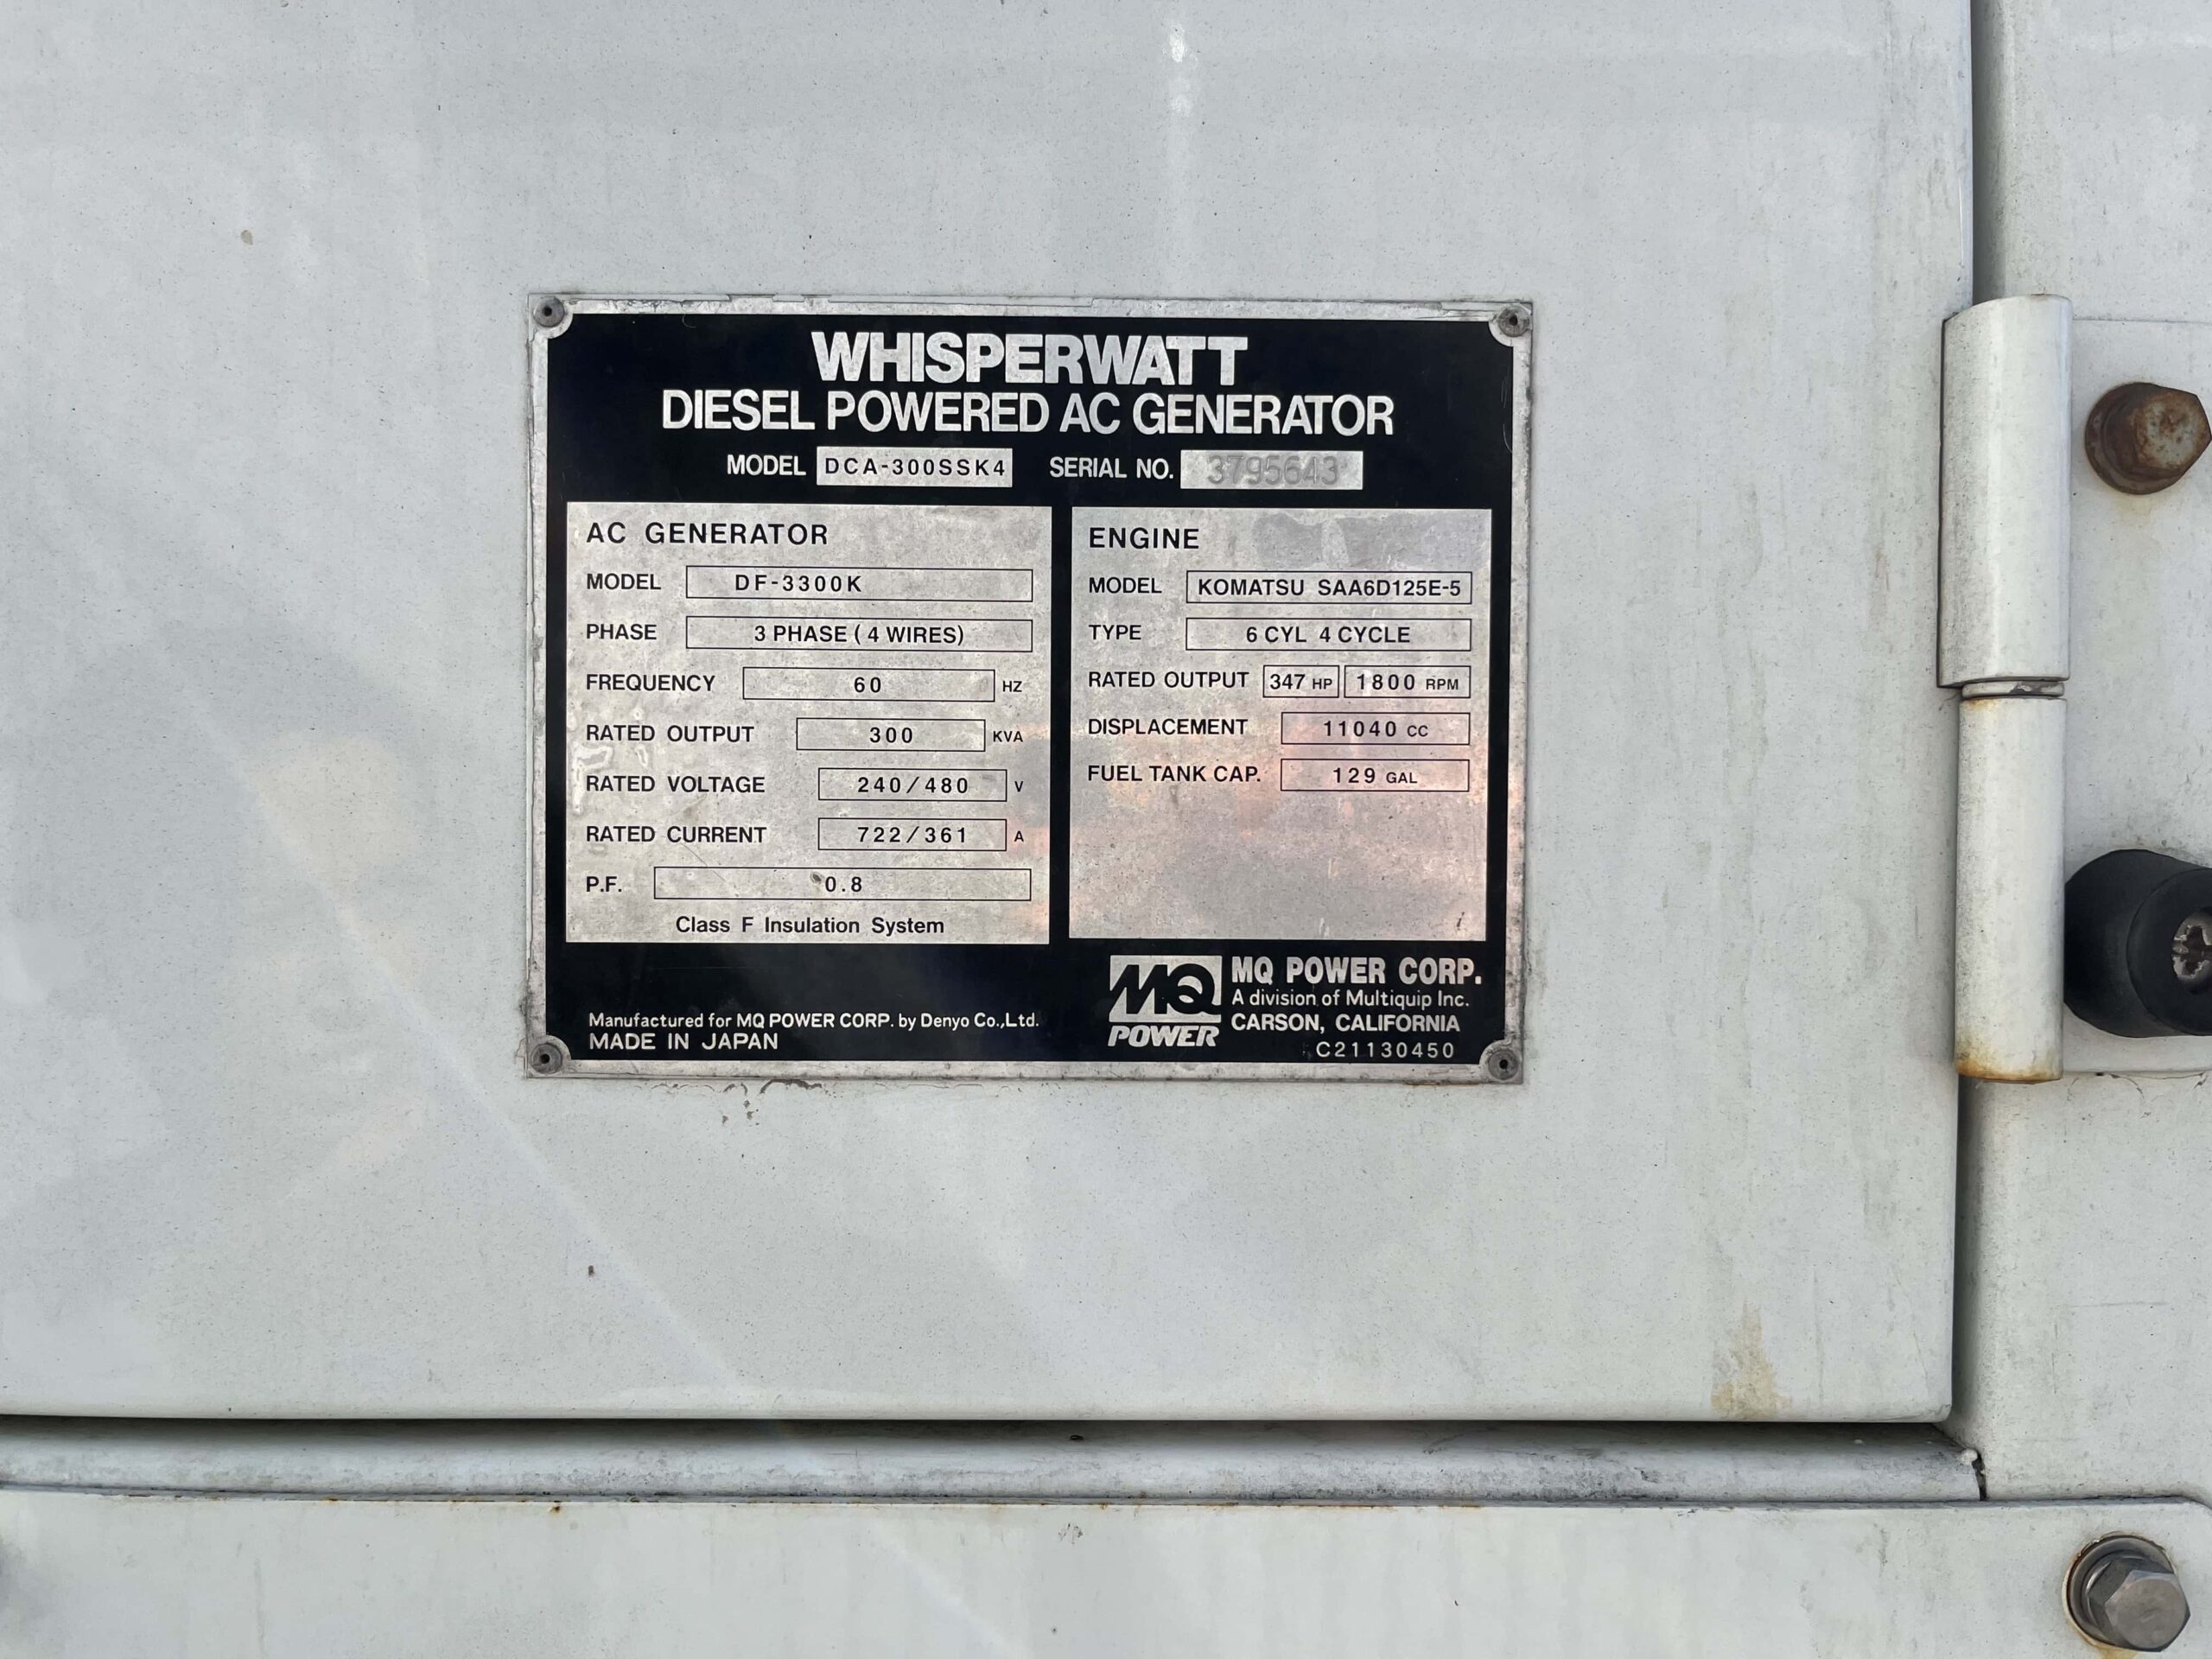 WHISPERWATT
DIESEL POWERED AC GENERATOR
MODEL DCA-300SSK4 SERIAL NO. 3795643
AC GENERATOR
MODEL DF-3300K
PHASE 3 PHASE ( 4 WIRES)
FREQUENCY 60 HZ
RATED OUTPUT 300 KVA
RATED VOLTAGE 240/480 V
RATED CURRENT 722/361 A
P.F. 0.8
Class F Insulation System
ENGINE
MODEL KOMATSU SAA6D125E-5
TYPE 6 CYL 4 CYCLE
RATED OUTPUT 347 HP 1800 RPM
DISPLACEMENT 11040 CC
FUEL TANK CAP. 129 GAL
Manufactured for MQ POWER CORP. by Denyo Co.,Ltd.
MADE IN JAPAN
MQ
POWER
MQ POWER CORP.
A division of Multiquip Inc.
CARSON, CALIFORNIA
C21130450